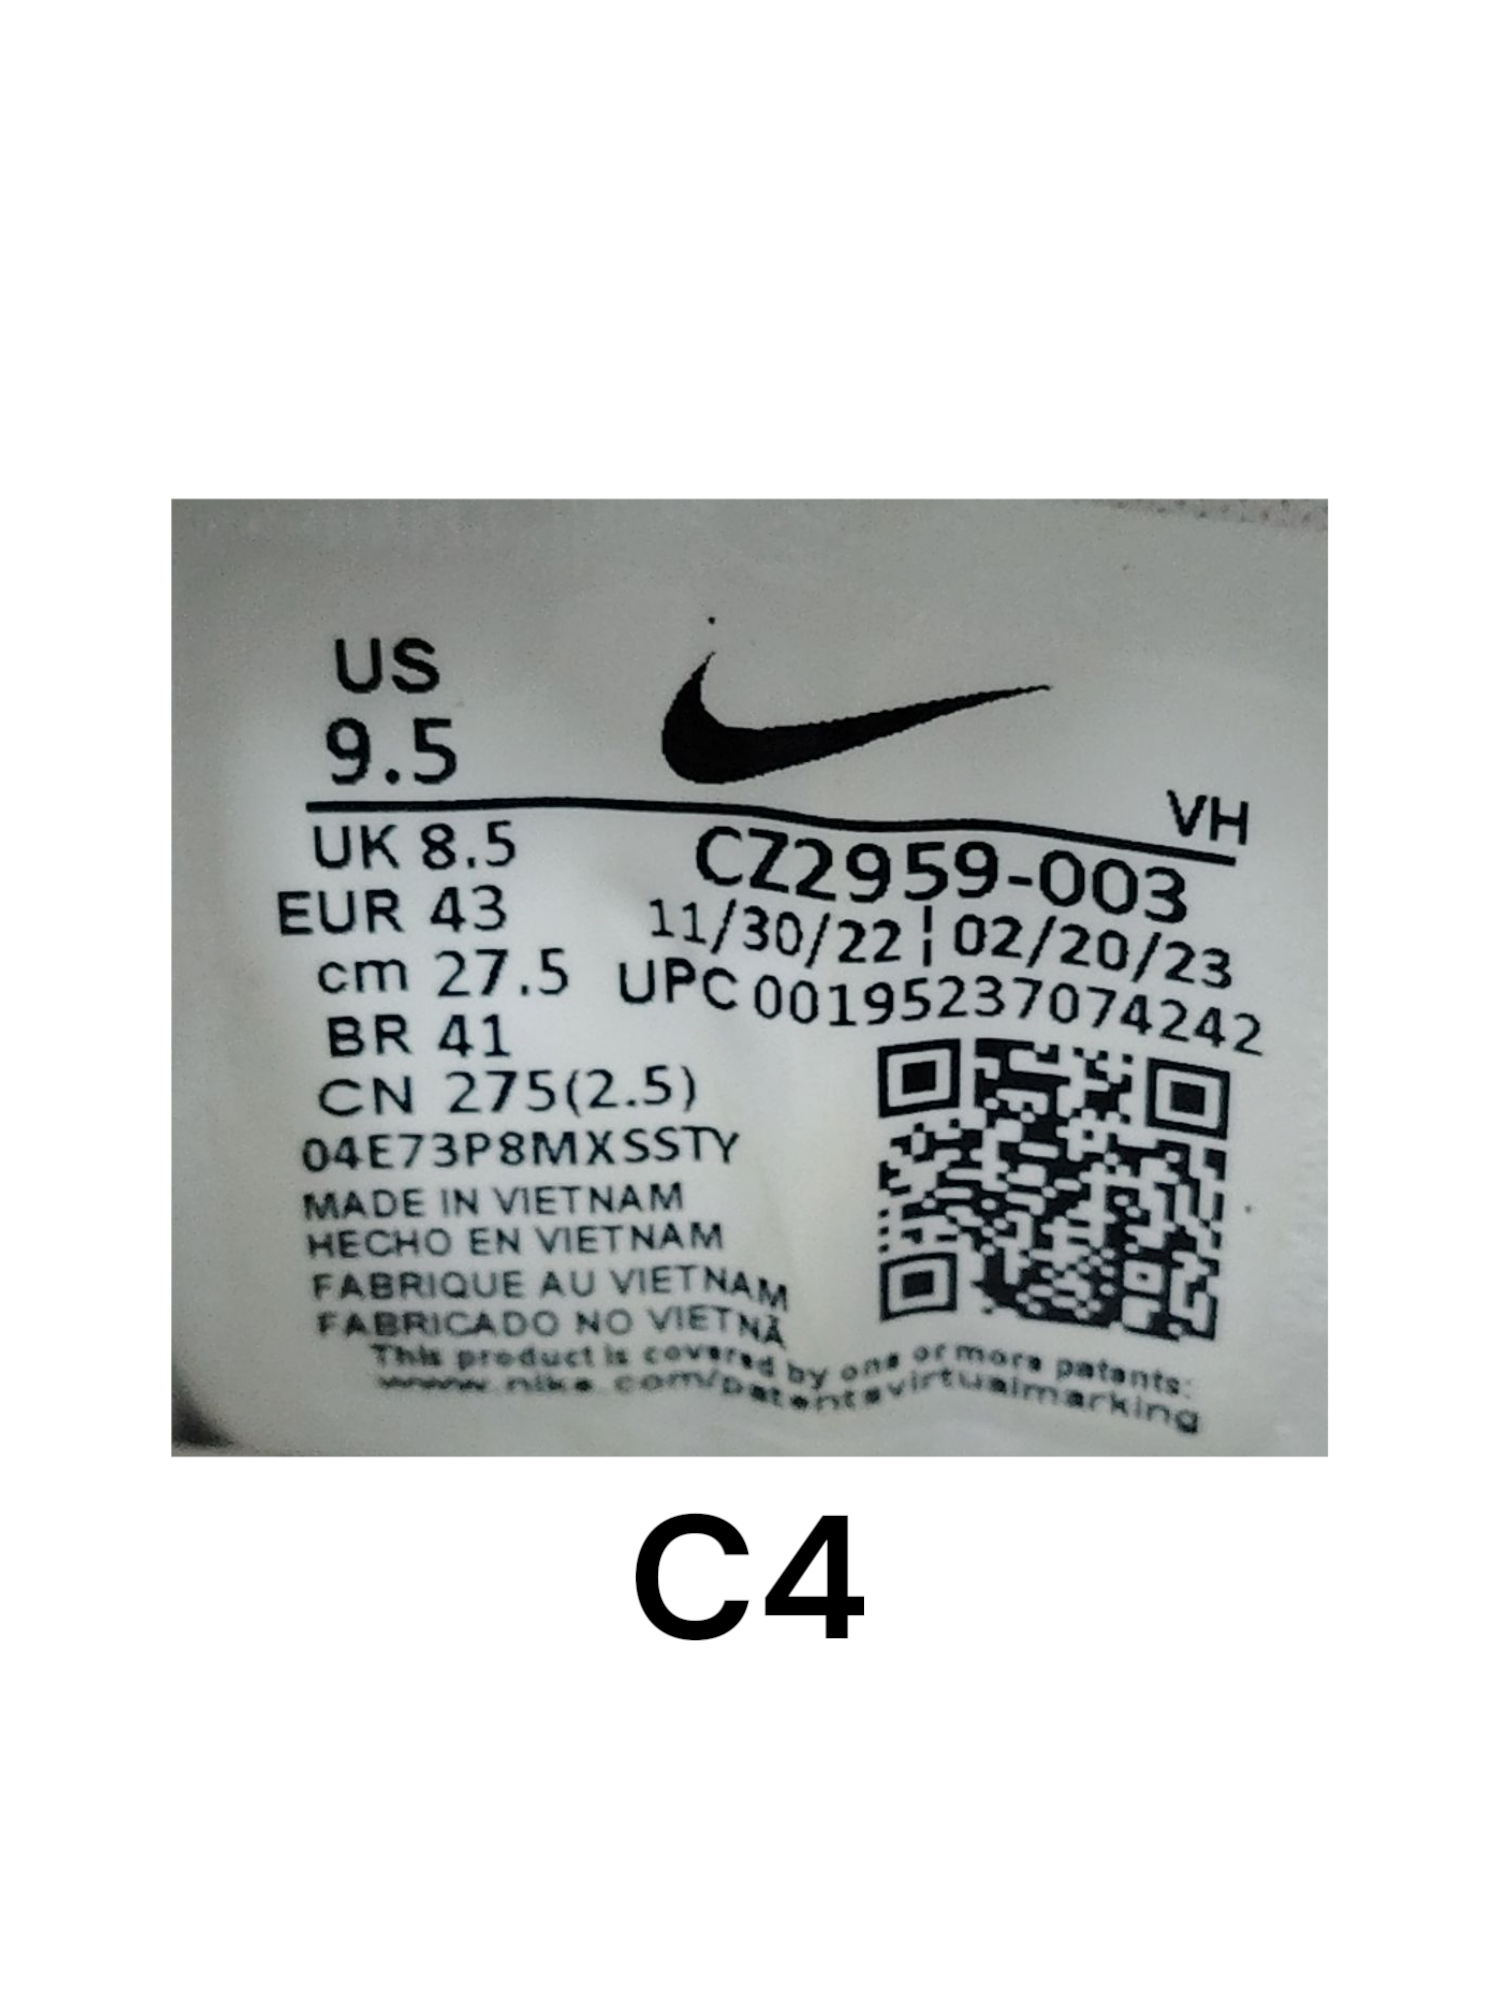 US
9.5
VH
UK 8.5
EUR 43
cm 27.5
BR 41
CN 275(2.5)
CZ2959-003
11/30/22 ¦ 02/20/23
UPC 00195237074242
04E73P8MXSSTY
MADE IN VIETNAM
HECHO EN VIETNAM
FABRIQUE AU VIETNAM
FABRICADO NO VIETNÃ
This product is covered by one or more patents:
www.nike.com/patentsvirtualmarking
C4